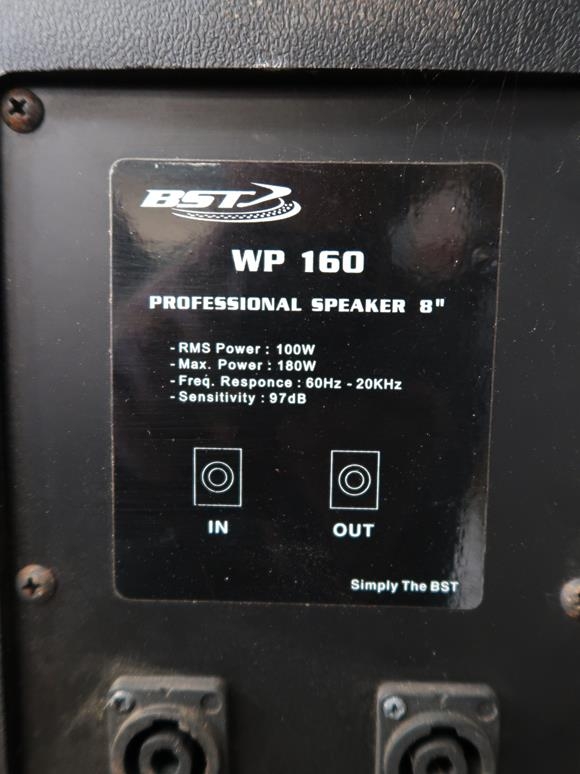 BST
WP 160
PROFESSIONAL SPEAKER 8"
- RMS Power : 100W
- Max. Power : 180W
- Freq. Responce : 60Hz - 20KHz
- Sensitivity : 97dB
IN OUT
Simply The BST